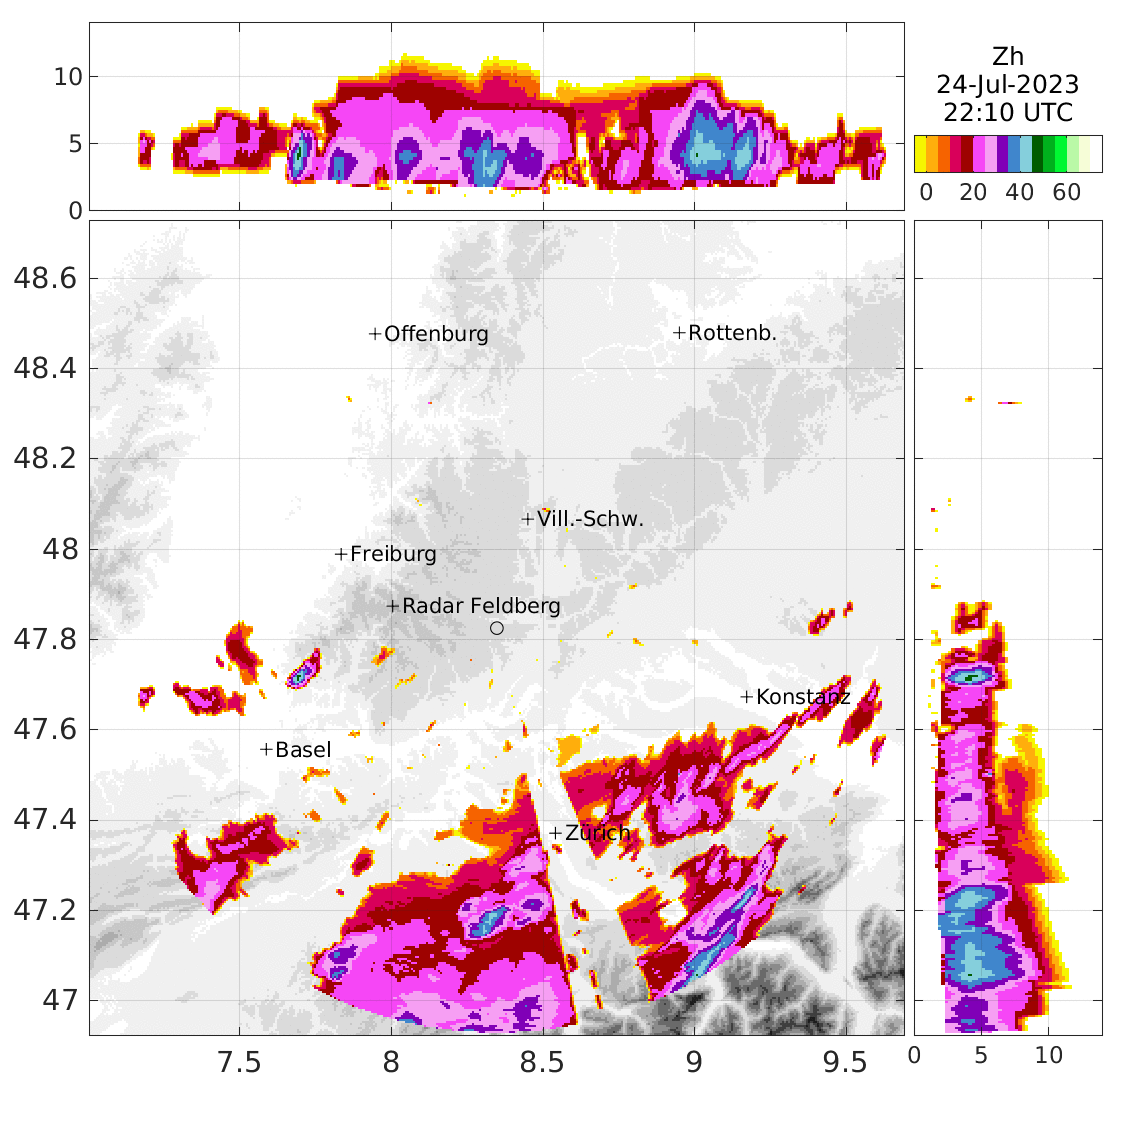 10
5
0
Zh
24-Jul-2023
22:10 UTC
0 20 40 60
48.6
48.4
48.2
48
47.8
47.6
47.4
47.2
47
Offenburg
Rottenb.
Vill.-Schw.
Freiburg
Radar Feldberg
Konstanz
Basel
Zürich
7.5 8 8.5 9 9.5
0 5 10